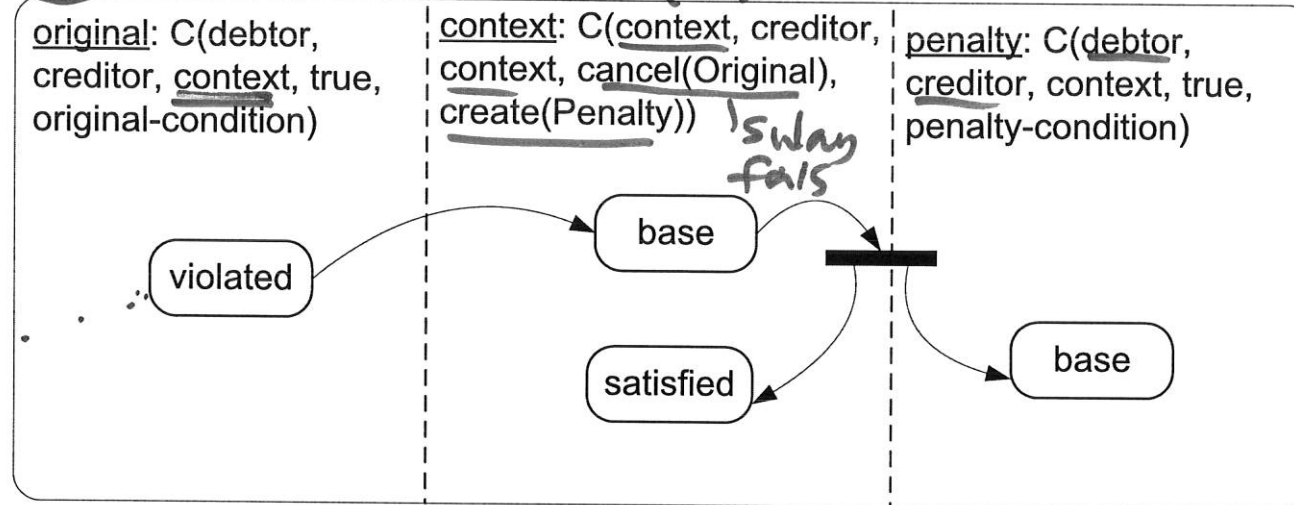 original: C(debtor,
creditor, context, true,
original-condition)
context: C(context, creditor,
context, cancel(Original),
create(Penalty))
penalty: C(debtor,
creditor, context, true,
penalty-condition)
base
violated
satisfied
base